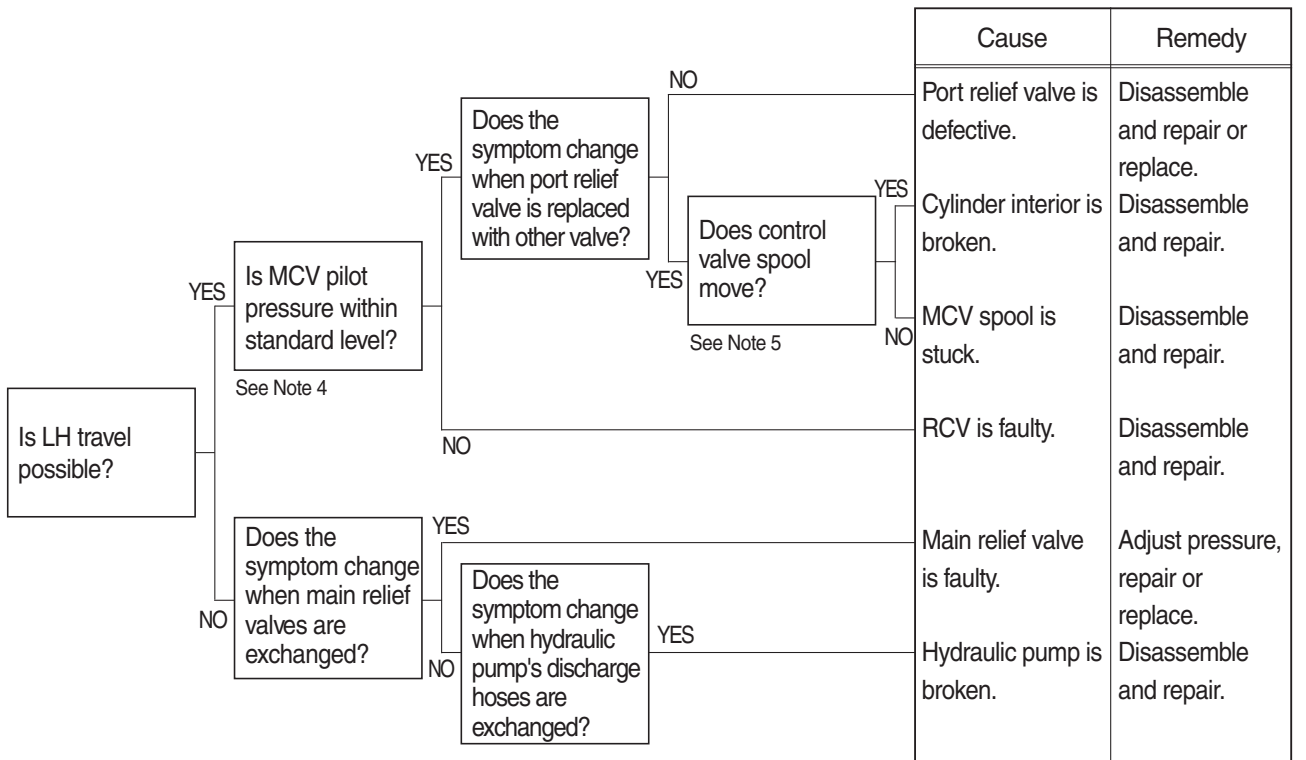 Is LH travel
possible?
YES
NO
Is MCV pilot
pressure within
standard level?
See Note 4
YES
NO
Does the
symptom change
when port relief
valve is replaced
with other valve?
NO
YES
Does control
valve spool
move?
See Note 5
YES
NO
Does the
symptom change
when main relief
valves are
exchanged?
YES
NO
Does the
symptom change
when hydraulic
pump's discharge
hoses are
exchanged?
YES
Cause
Remedy
Port relief valve is
defective.
Disassemble
and repair or
replace.
Cylinder interior is
broken.
Disassemble
and repair.
MCV spool is
stuck.
Disassemble
and repair.
RCV is faulty.
Disassemble
and repair.
Main relief valve
is faulty.
Adjust pressure,
repair or
replace.
Hydraulic pump is
broken.
Disassemble
and repair.